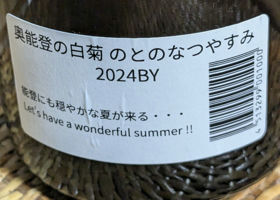 奥能登の白菊 のとのなつやすみ
2024BY
能登にも穏やかな夏が来る・・・
Let's have a wonderful summer !!